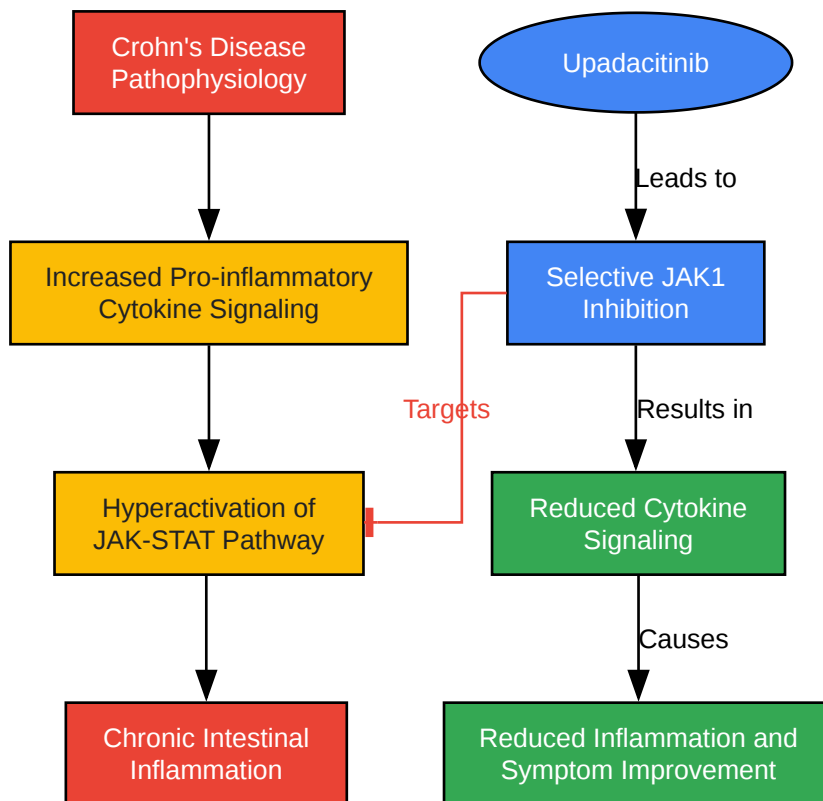 Crohn's Disease
Pathophysiology
Upadacitinib
Leads to
Increased Pro-inflammatory
Cytokine Signaling
Selective JAK1
Inhibition
Targets
Results in
Hyperactivation of
JAK-STAT Pathway
Reduced Cytokine
Signaling
Causes
Chronic Intestinal
Inflammation
Reduced Inflammation and
Symptom Improvement